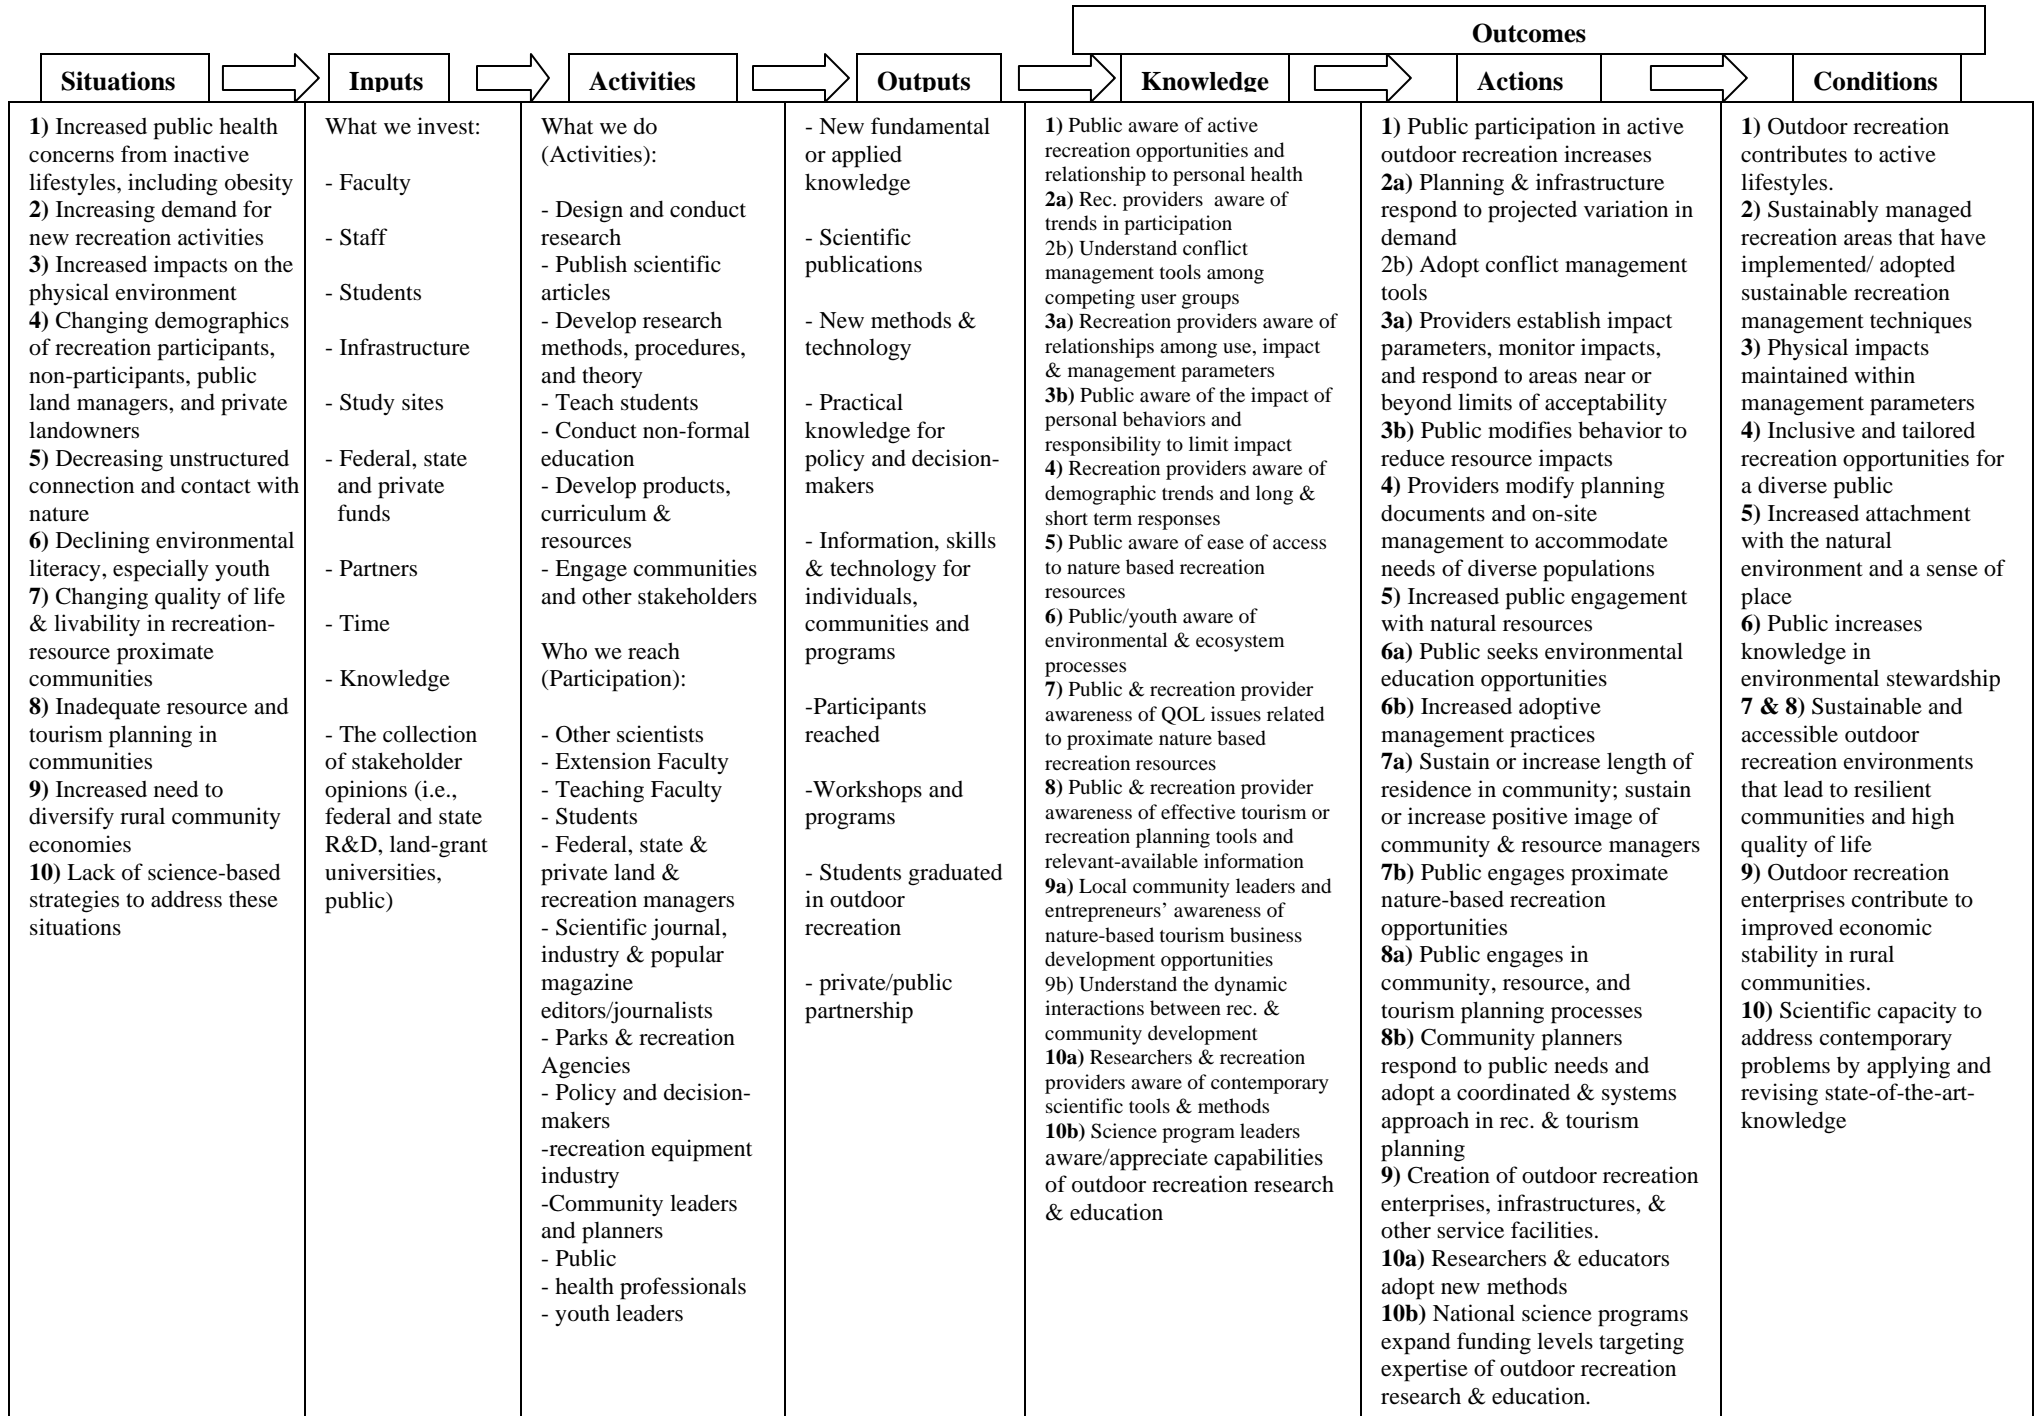 Outcomes
Situations
Inputs
Activities
Outputs
Knowledge
Actions
Conditions
1) Increased public health
concerns from inactive
lifestyles, including obesity
2) Increasing demand for
new recreation activities
3) Increased impacts on the
physical environment
4) Changing demographics
of recreation participants,
non-participants, public
land managers, and private
landowners
5) Decreasing unstructured
connection and contact with
nature
6) Declining environmental
literacy, especially youth
7) Changing quality of life
& livability in recreation-
resource proximate
communities
8) Inadequate resource and
tourism planning in
communities
9) Increased need to
diversify rural community
economies
10) Lack of science-based
strategies to address these
situations
What we invest:
- Faculty
- Staff
- Students
- Infrastructure
- Study sites
- Federal, state
and private
funds
- Partners
- Time
- Knowledge
- The collection
of stakeholder
opinions (i.e.,
federal and state
R&D, land-grant
universities,
public)
What we do
(Activities):
- Design and conduct
research
- Publish scientific
articles
- Develop research
methods, procedures,
and theory
- Teach students
- Conduct non-formal
education
- Develop products,
curriculum &
resources
- Engage communities
and other stakeholders
Who we reach
(Participation):
- Other scientists
- Extension Faculty
- Teaching Faculty
- Students
- Federal, state &
private land &
recreation managers
- Scientific journal,
industry & popular
magazine
editors/journalists
- Parks & recreation
Agencies
- Policy and decision-
makers
-recreation equipment
industry
-Community leaders
and planners
- Public
- health professionals
- youth leaders
- New fundamental
or applied
knowledge
- Scientific
publications
- New methods &
technology
- Practical
knowledge for
policy and decision-
makers
- Information, skills
& technology for
individuals,
communities and
programs
-Participants
reached
-Workshops and
programs
- Students graduated
in outdoor
recreation
- private/public
partnership
1) Public aware of active
recreation opportunities and
relationship to personal health
2a) Rec. providers aware of
trends in participation
2b) Understand conflict
management tools among
competing user groups
3a) Recreation providers aware of
relationships among use, impact
& management parameters
3b) Public aware of the impact of
personal behaviors and
responsibility to limit impact
4) Recreation providers aware of
demographic trends and long &
short term responses
5) Public aware of ease of access
to nature based recreation
resources
6) Public/youth aware of
environmental & ecosystem
processes
7) Public & recreation provider
awareness of QOL issues related
to proximate nature based
recreation resources
8) Public & recreation provider
awareness of effective tourism or
recreation planning tools and
relevant-available information
9a) Local community leaders and
entrepreneurs’ awareness of
nature-based tourism business
development opportunities
9b) Understand the dynamic
interactions between rec. &
community development
10a) Researchers & recreation
providers aware of contemporary
scientific tools & methods
10b) Science program leaders
aware/appreciate capabilities
of outdoor recreation research
& education
1) Public participation in active
outdoor recreation increases
2a) Planning & infrastructure
respond to projected variation in
demand
2b) Adopt conflict management
tools
3a) Providers establish impact
parameters, monitor impacts,
and respond to areas near or
beyond limits of acceptability
3b) Public modifies behavior to
reduce resource impacts
4) Providers modify planning
documents and on-site
management to accommodate
needs of diverse populations
5) Increased public engagement
with natural resources
6a) Public seeks environmental
education opportunities
6b) Increased adoptive
management practices
7a) Sustain or increase length of
residence in community; sustain
or increase positive image of
community & resource managers
7b) Public engages proximate
nature-based recreation
opportunities
8a) Public engages in
community, resource, and
tourism planning processes
8b) Community planners
respond to public needs and
adopt a coordinated & systems
approach in rec. & tourism
planning
9) Creation of outdoor recreation
enterprises, infrastructures, &
other service facilities.
10a) Researchers & educators
adopt new methods
10b) National science programs
expand funding levels targeting
expertise of outdoor recreation
research & education.
1) Outdoor recreation
contributes to active
lifestyles.
2) Sustainably managed
recreation areas that have
implemented/ adopted
sustainable recreation
management techniques
3) Physical impacts
maintained within
management parameters
4) Inclusive and tailored
recreation opportunities for
a diverse public
5) Increased attachment
with the natural
environment and a sense of
place
6) Public increases
knowledge in
environmental stewardship
7 & 8) Sustainable and
accessible outdoor
recreation environments
that lead to resilient
communities and high
quality of life
9) Outdoor recreation
enterprises contribute to
improved economic
stability in rural
communities.
10) Scientific capacity to
address contemporary
problems by applying and
revising state-of-the-art-
knowledge